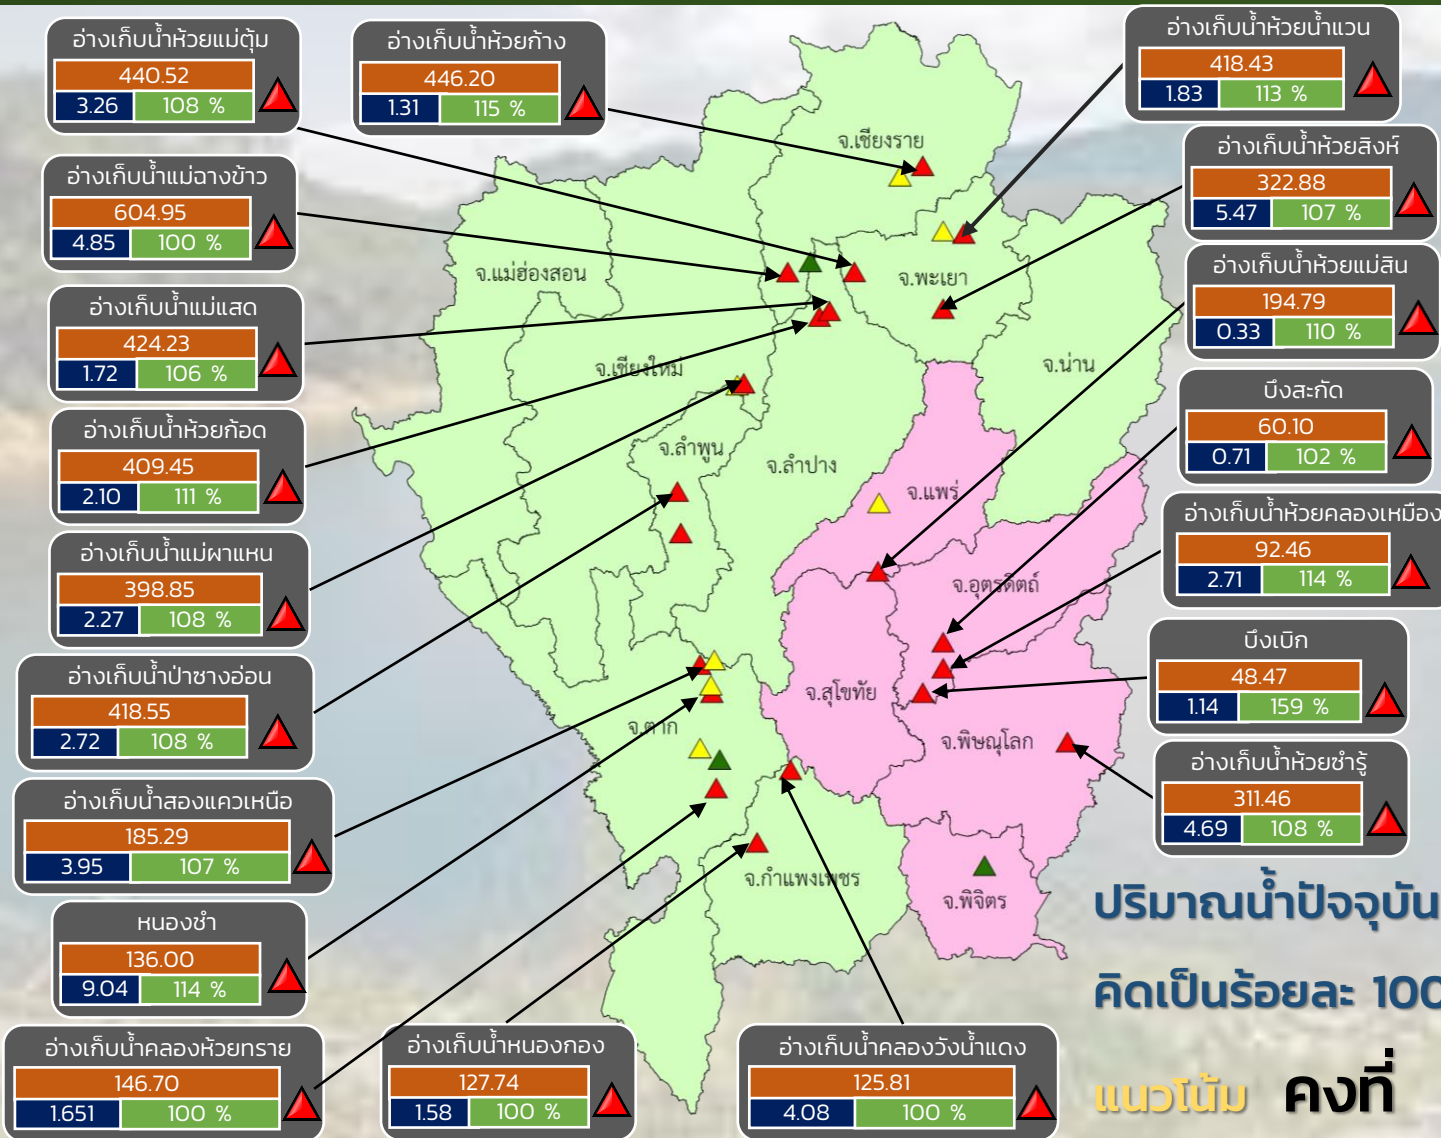 อ่างเก็บน้ำห้วยแม่ตุ้ม
440.52
3.26 108 %
อ่างเก็บน้ำห้วยก้าง
446.20
1.31 115 %
อ่างเก็บน้ำห้วยน้ำแวน
418.43
1.83 113 %
อ่างเก็บน้ำแม่ฉางข้าว
604.95
4.85 100 %
อ่างเก็บน้ำห้วยสิงห์
322.88
5.47 107 %
อ่างเก็บน้ำแม่แสด
424.23
1.72 106 %
อ่างเก็บน้ำห้วยแม่สิน
194.79
0.33 110 %
อ่างเก็บน้ำห้วยก้อด
409.45
2.10 111 %
บึงสะกัด
60.10
0.71 102 %
อ่างเก็บน้ำแม่ผาแหน
398.85
2.27 108 %
อ่างเก็บน้ำห้วยคลองเหมือง
92.46
2.71 114 %
อ่างเก็บน้ำป่าซางอ่อน
418.55
2.72 108 %
บึงเบิก
48.47
1.14 159 %
อ่างเก็บน้ำสองแควเหนือ
185.29
3.95 107 %
อ่างเก็บน้ำห้วยซำรู้
311.46
4.69 108 %
หนองชำ
136.00
9.04 114 %
อ่างเก็บน้ำคลองห้วยทราย
146.70
1.651 100 %
อ่างเก็บน้ำหนองกอง
127.74
1.58 100 %
อ่างเก็บน้ำคลองวังน้ำแดง
125.81
4.08 100 %
จ.เชียงราย
จ.แม่ฮ่องสอน
จ.พะเยา
จ.เชียงใหม่
จ.น่าน
จ.ลำพูน
จ.ลำปาง
จ.แพร่
จ.อุตรดิตถ์
จ.สุโขทัย
จ.ตาก
จ.พิษณุโลก
จ.กำแพงเพชร
จ.พิจิตร
ปริมาณน้ำปัจจุบัน
คิดเป็นร้อยละ 100
แนวโน้ม คงที่